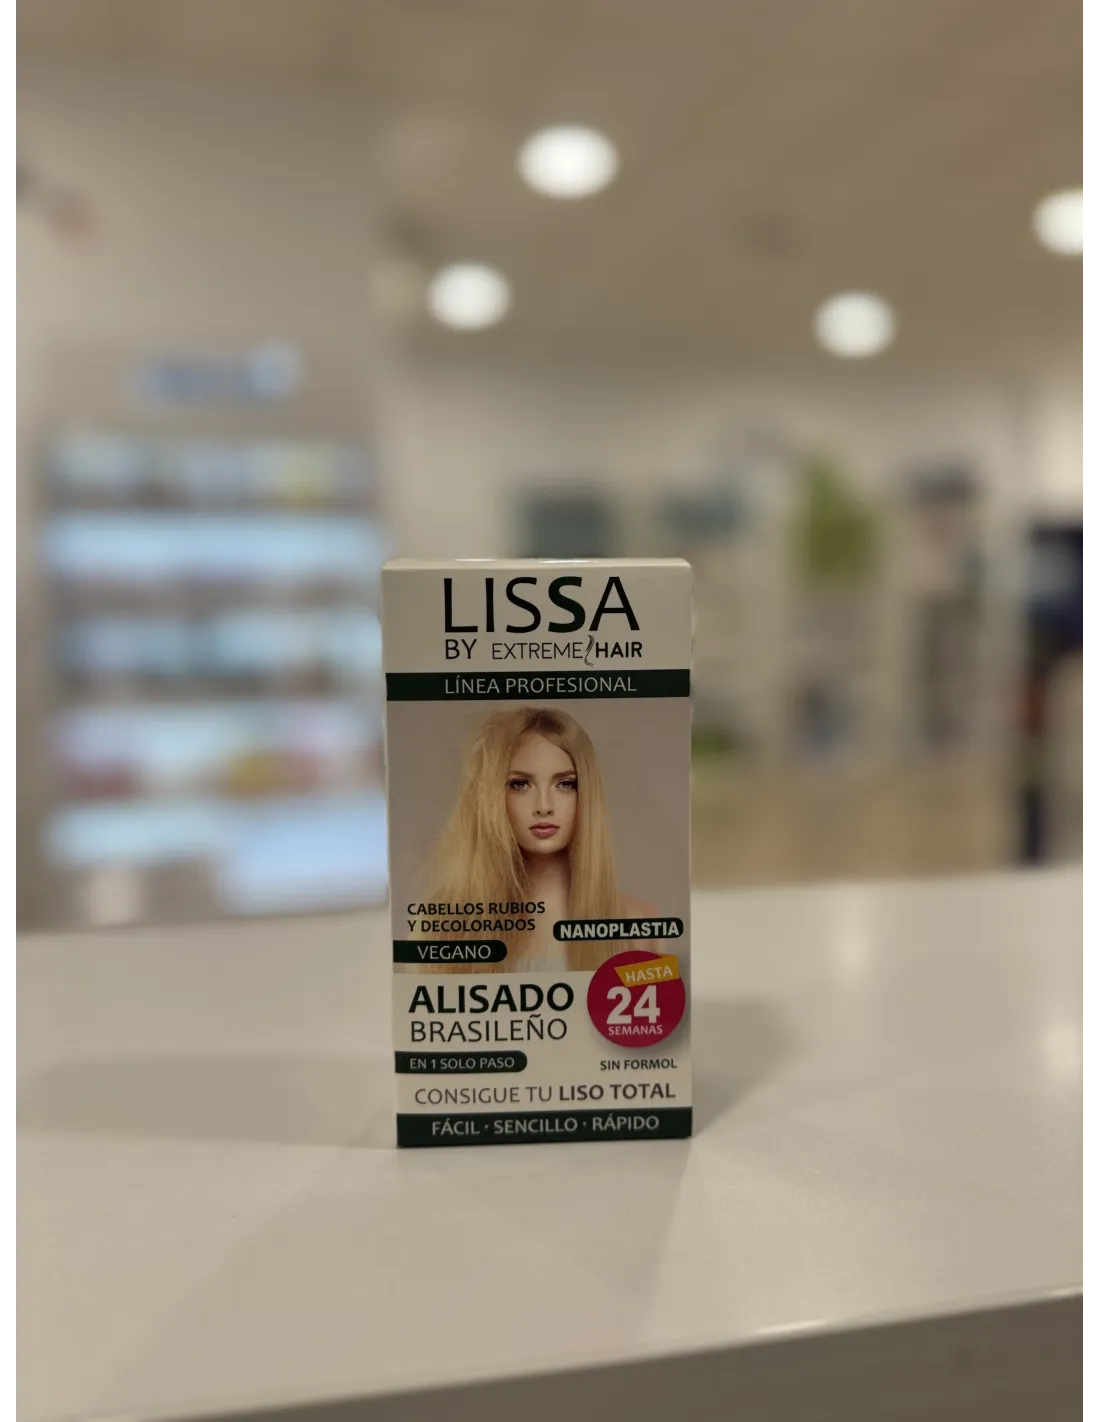 LISSA
BY EXTREME HAIR
LÍNEA PROFESIONAL
CABELLOS RUBIOS
Y DECOLORADOS
NANOPLASTIA
VEGANO
HASTA
24
SEMANAS
ALISADO
BRASILEÑO
EN 1 SOLO PASO
SIN FORMOL
CONSIGUE TU LISO TOTAL
FÁCIL · SENCILLO · RÁPIDO